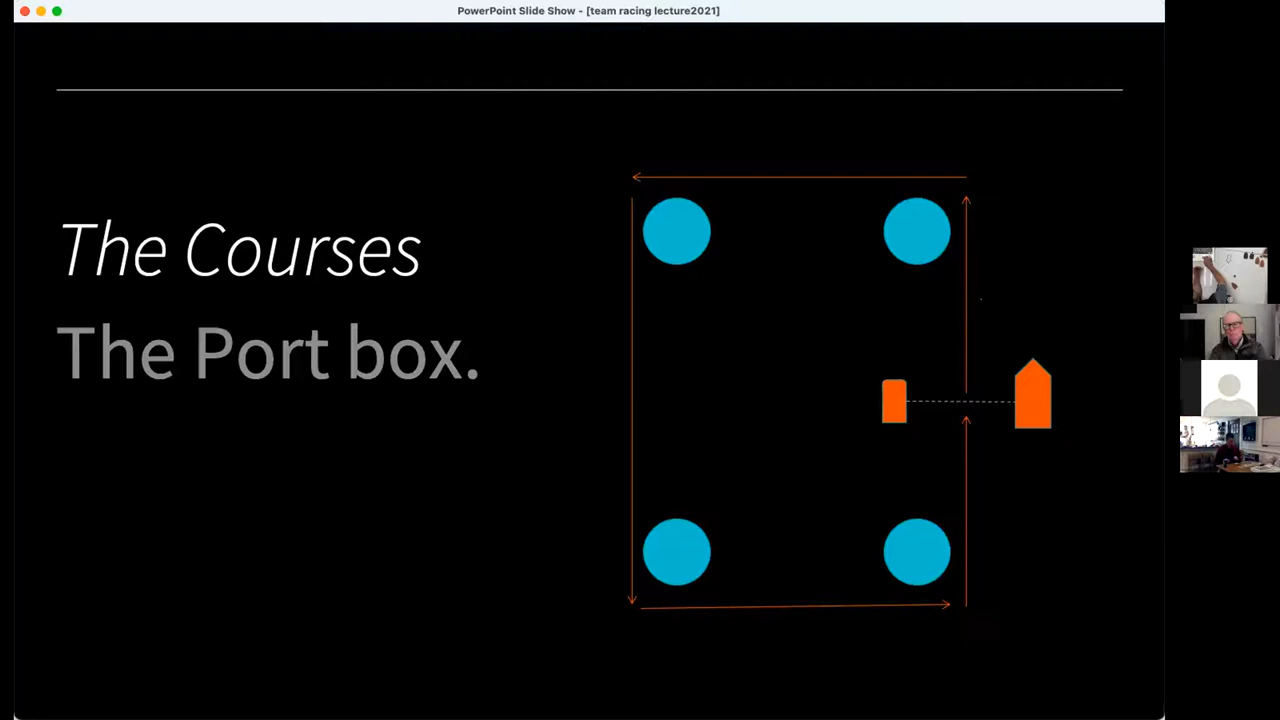 PowerPoint Slide Show - [team racing lecture2021]
The Courses
The Port box.